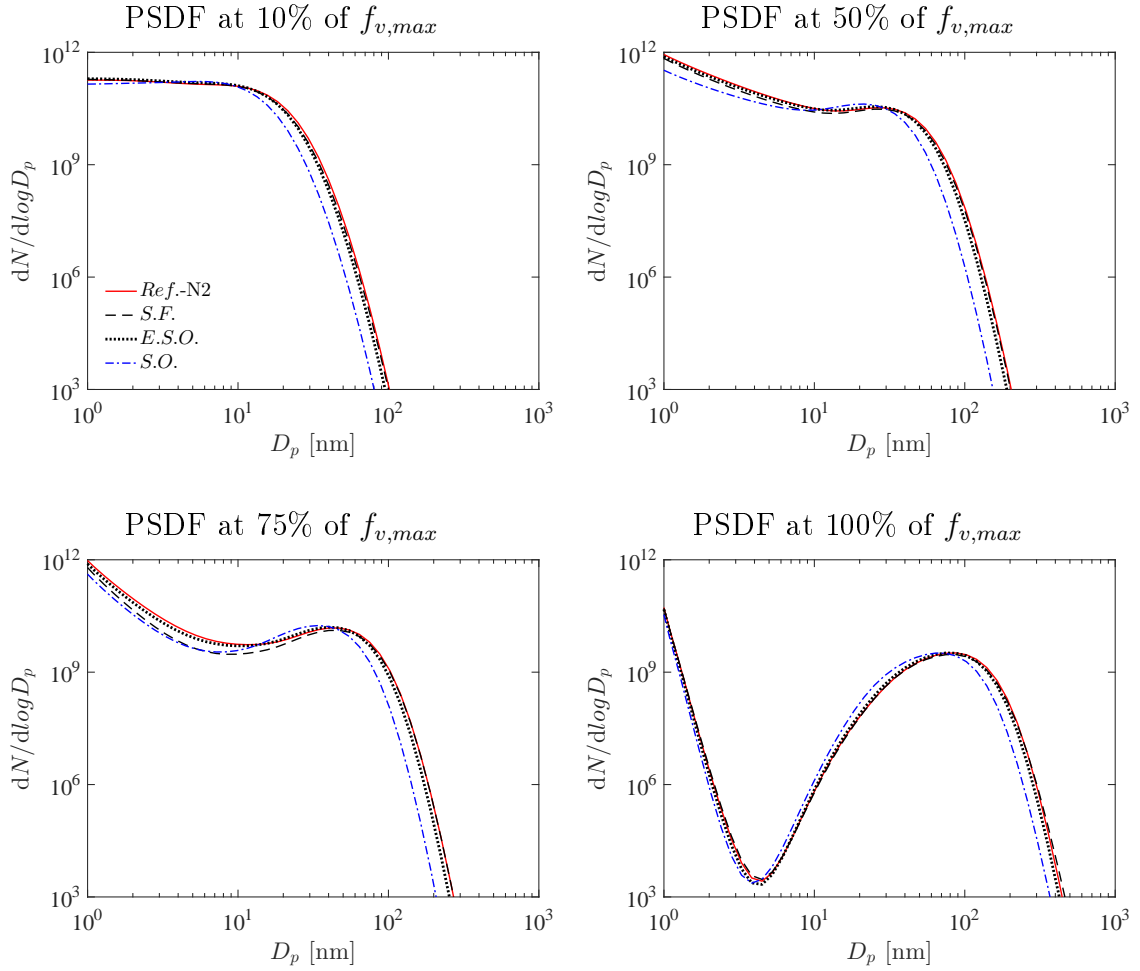 PSDF at 10% of f_{v,max}
10^12
10^9
10^6
10^3
dN/dlogD_p
Ref.-N2
S.F.
E.S.O.
S.O.
10^0 10^1 10^2 10^3
D_p [nm]
PSDF at 50% of f_{v,max}
10^12
10^9
10^6
10^3
dN/dlogD_p
10^0 10^1 10^2 10^3
D_p [nm]
PSDF at 75% of f_{v,max}
10^12
10^9
10^6
10^3
dN/dlogD_p
10^0 10^1 10^2 10^3
D_p [nm]
PSDF at 100% of f_{v,max}
10^12
10^9
10^6
10^3
dN/dlogD_p
10^0 10^1 10^2 10^3
D_p [nm]